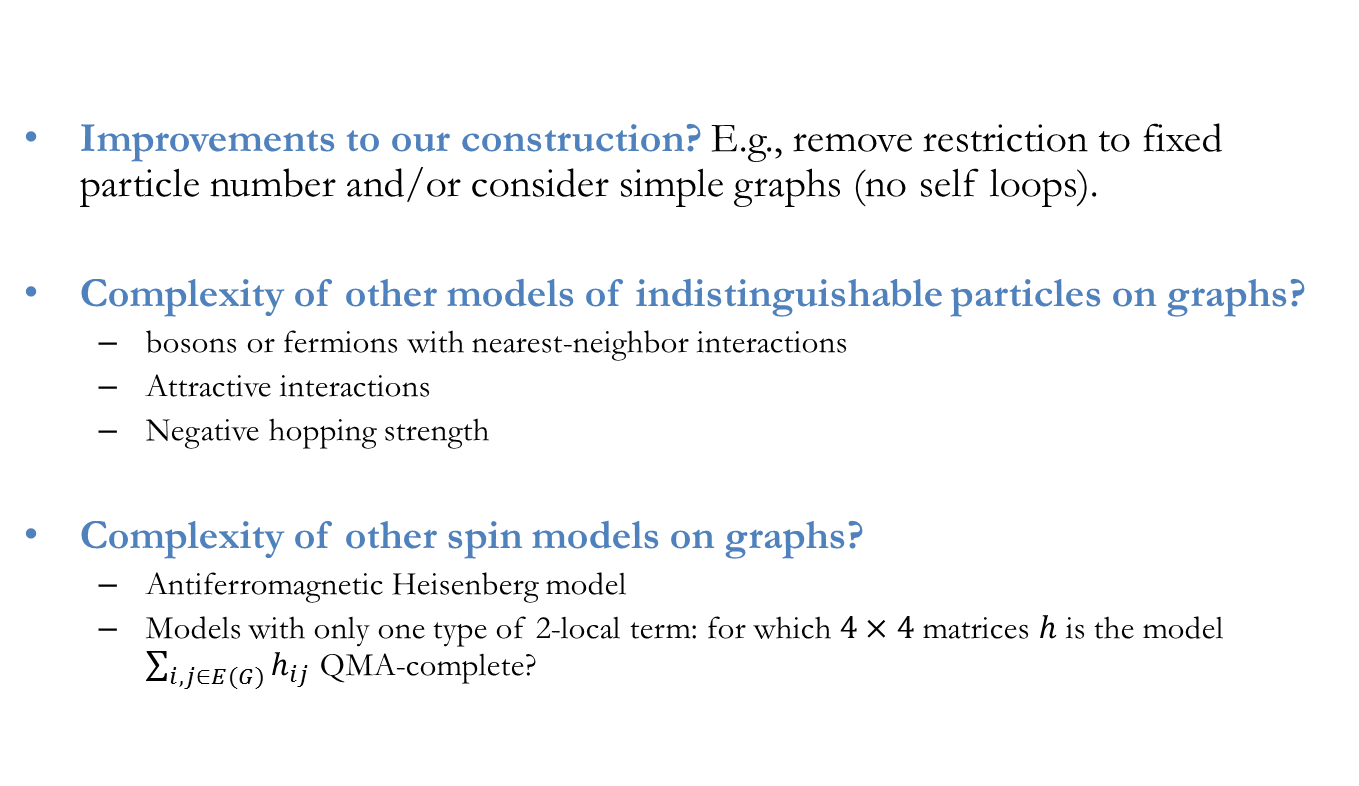 • Improvements to our construction? E.g., remove restriction to fixed
particle number and/or consider simple graphs (no self loops).
• Complexity of other models of indistinguishable particles on graphs?
– bosons or fermions with nearest-neighbor interactions
– Attractive interactions
– Negative hopping strength
• Complexity of other spin models on graphs?
– Antiferromagnetic Heisenberg model
– Models with only one type of 2-local term: for which 4 × 4 matrices ℎ is the model
∑_{𝑖,𝑗∈𝐸(𝐺)} ℎ_{𝑖𝑗} QMA-complete?